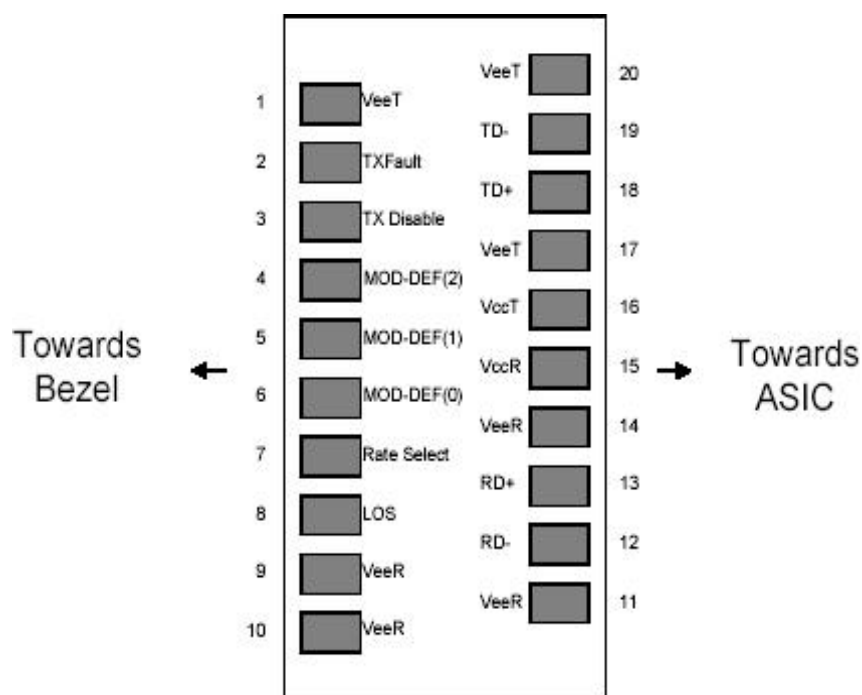 VeeT 20
1 VeeT
TD- 19
2 TXFault
TD+ 18
3 TX Disable
VeeT 17
4 MOD-DEF(2)
VccT 16
5 MOD-DEF(1)
Towards
Bezel
VccR 15
Towards
ASIC
6 MOD-DEF(0)
VeeR 14
7 Rate Select
RD+ 13
8 LOS
RD- 12
9 VeeR
VeeR 11
10 VeeR